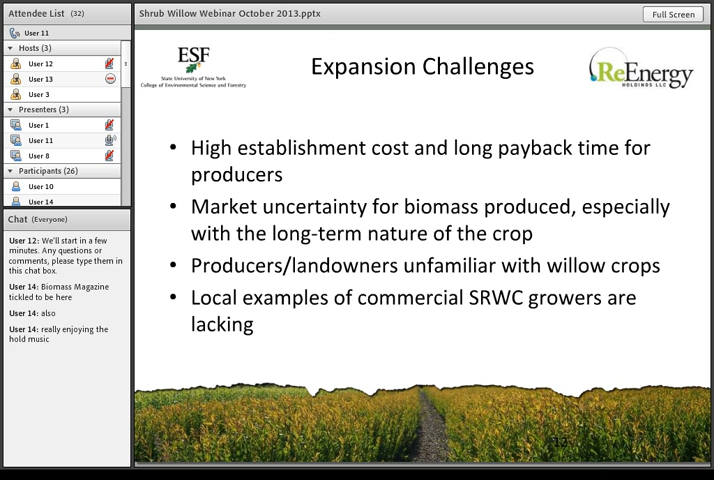 Attendee List (32)
User 11
Hosts (3)
User 12
User 13
User 3
Presenters (3)
User 1
User 11
User 8
Participants (26)
User 10
User 14
Chat (Everyone)
User 12: We'll start in a few
minutes. Any questions or
comments, please type them in
this chat box.
User 14: Biomass Magazine
tickled to be here
User 14: also
User 14: really enjoying the
hold music
Shrub Willow Webinar October 2013.pptx
Full Screen
ESF
State University of New York
College of Environmental Science and Forestry
Expansion Challenges
ReEnergy
HOLDINGS LLC
• High establishment cost and long payback time for
producers
• Market uncertainty for biomass produced, especially
with the long-term nature of the crop
• Producers/landowners unfamiliar with willow crops
• Local examples of commercial SRWC growers are
lacking
12